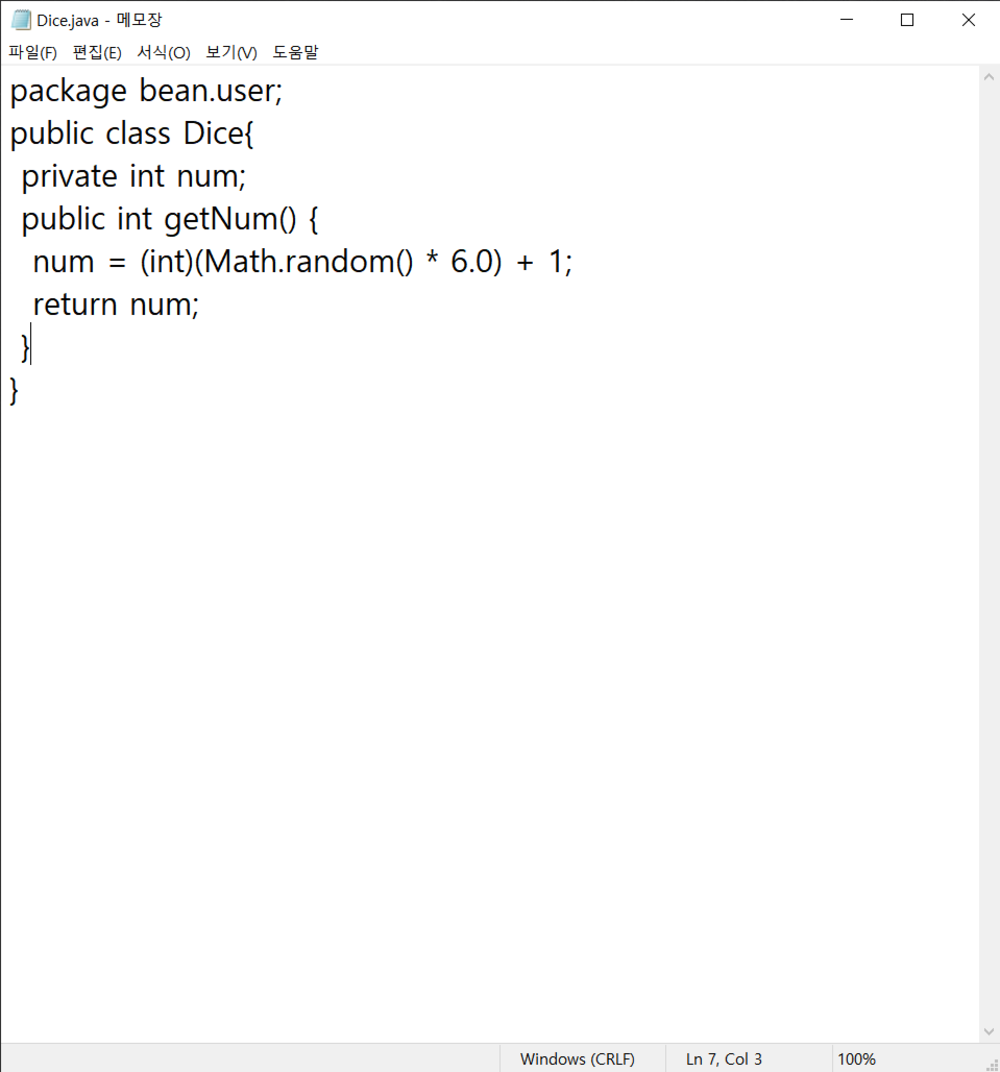 Dice.java - 메모장
파일(F) 편집(E) 서식(O) 보기(V) 도움말
package bean.user;
public class Dice{
 private int num;
 public int getNum() {
  num = (int)(Math.random() * 6.0) + 1;
  return num;
 }
}
Windows (CRLF) Ln 7, Col 3 100%